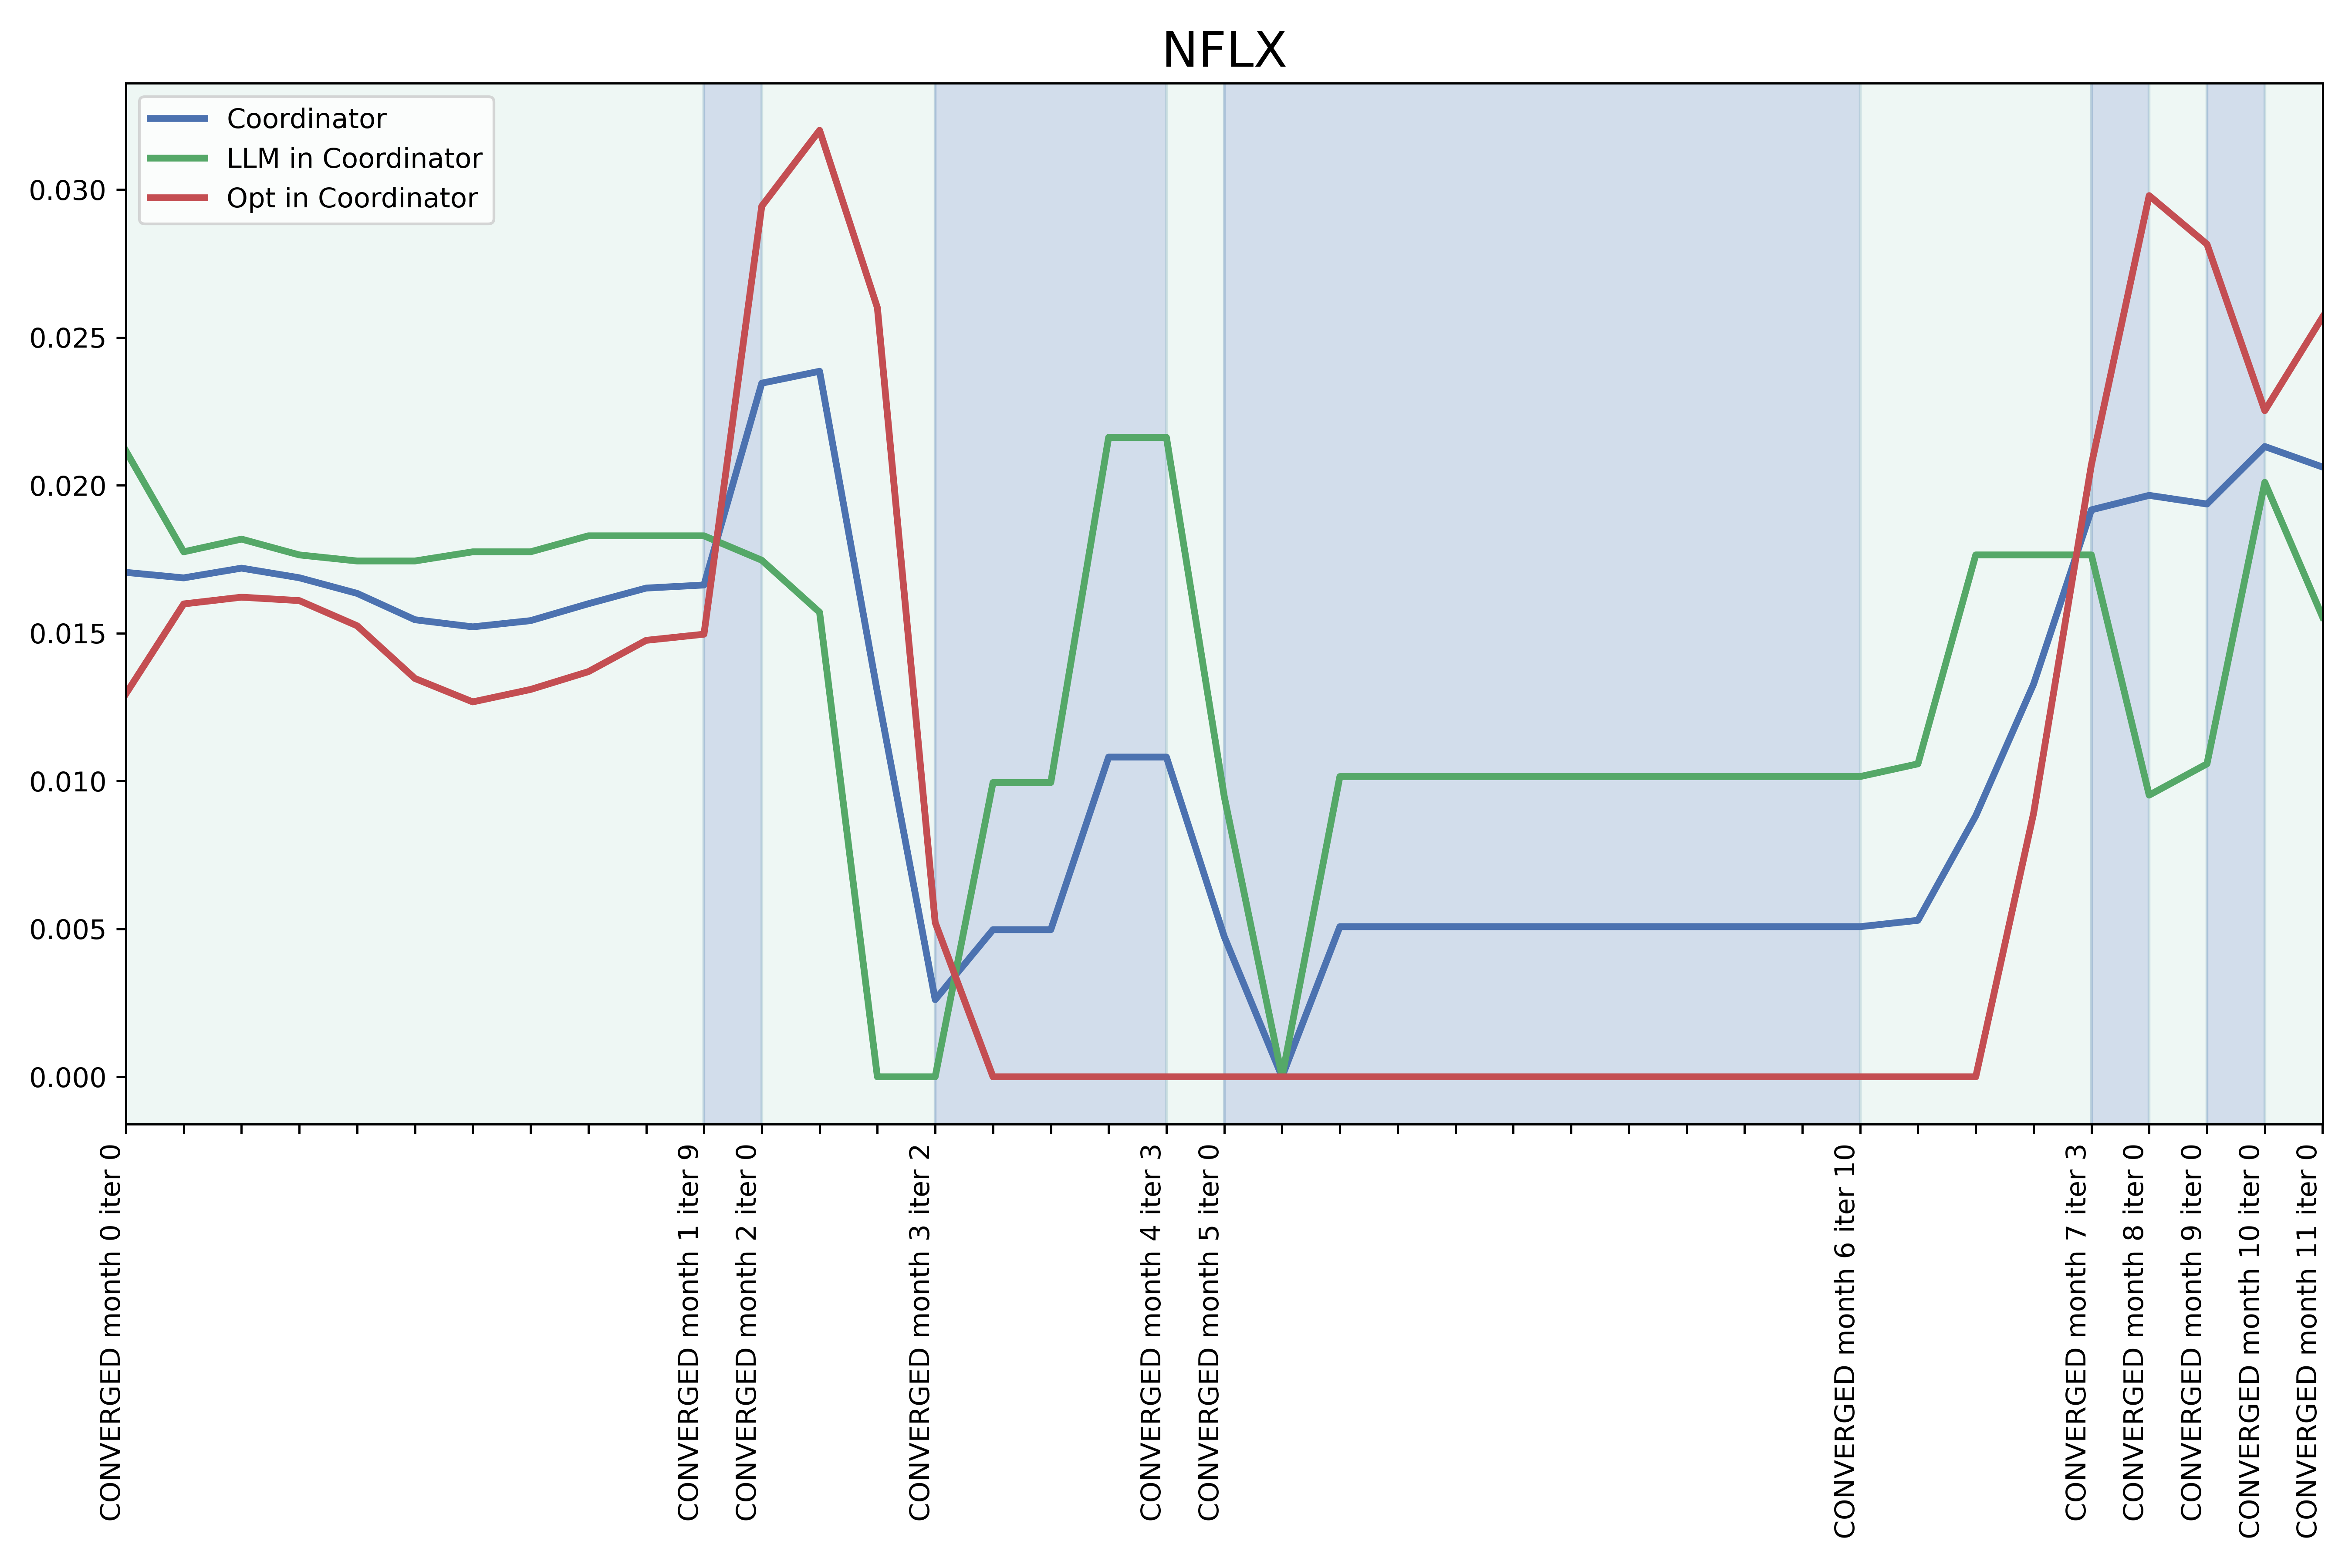 NFLX
Coordinator
LLM in Coordinator
Opt in Coordinator
0.030
0.025
0.020
0.015
0.010
0.005
0.000
CONVERGED month 0 iter 0
CONVERGED month 1 iter 9
CONVERGED month 2 iter 0
CONVERGED month 3 iter 2
CONVERGED month 4 iter 3
CONVERGED month 5 iter 0
CONVERGED month 6 iter 10
CONVERGED month 7 iter 3
CONVERGED month 8 iter 0
CONVERGED month 9 iter 0
CONVERGED month 10 iter 0
CONVERGED month 11 iter 0